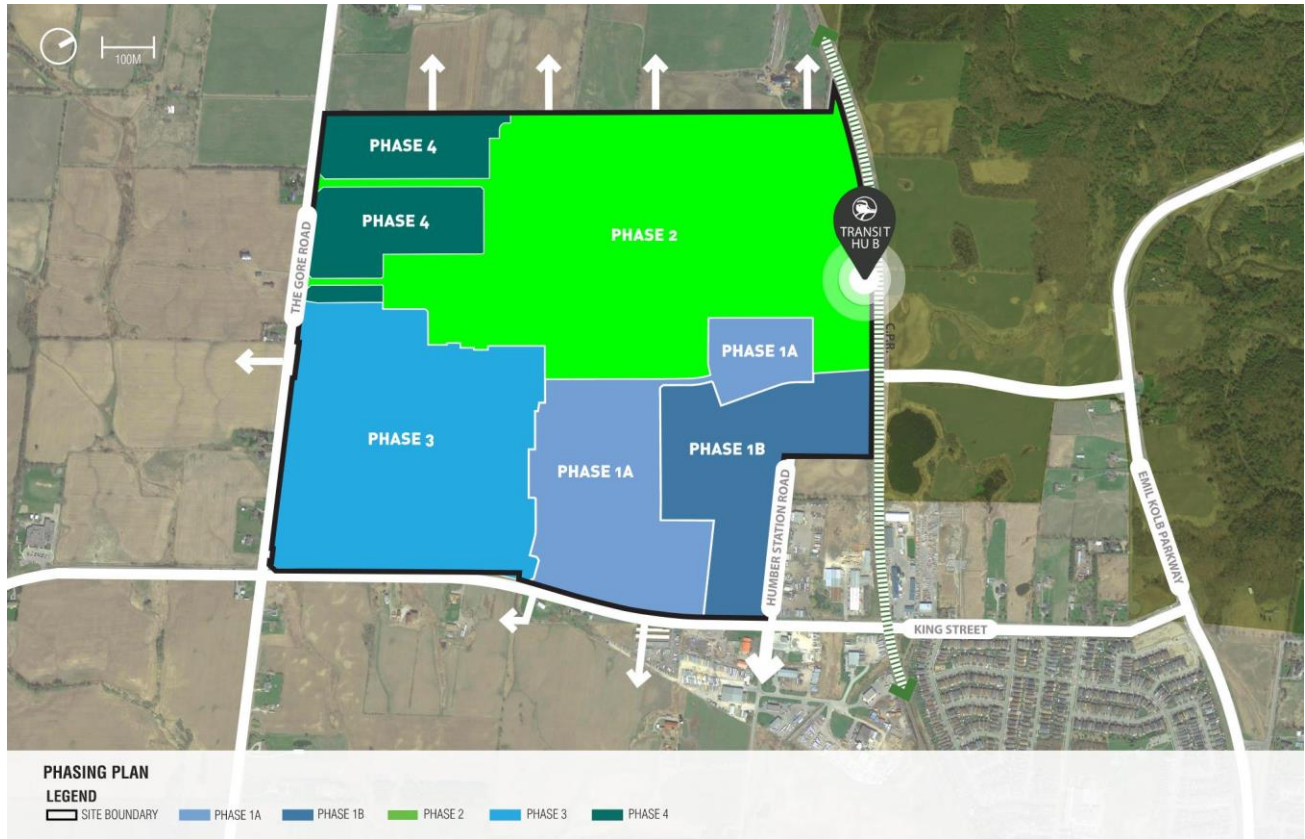 100M
PHASE 4
PHASE 4
PHASE 2
TRANSIT
HUB
THE GORE ROAD
PHASE 1A
C.P.R.
PHASE 3
PHASE 1B
PHASE 1A
HUMBER STATION ROAD
EMIL KOLB PARKWAY
KING STREET
PHASING PLAN
LEGEND
SITE BOUNDARY
PHASE 1A
PHASE 1B
PHASE 2
PHASE 3
PHASE 4